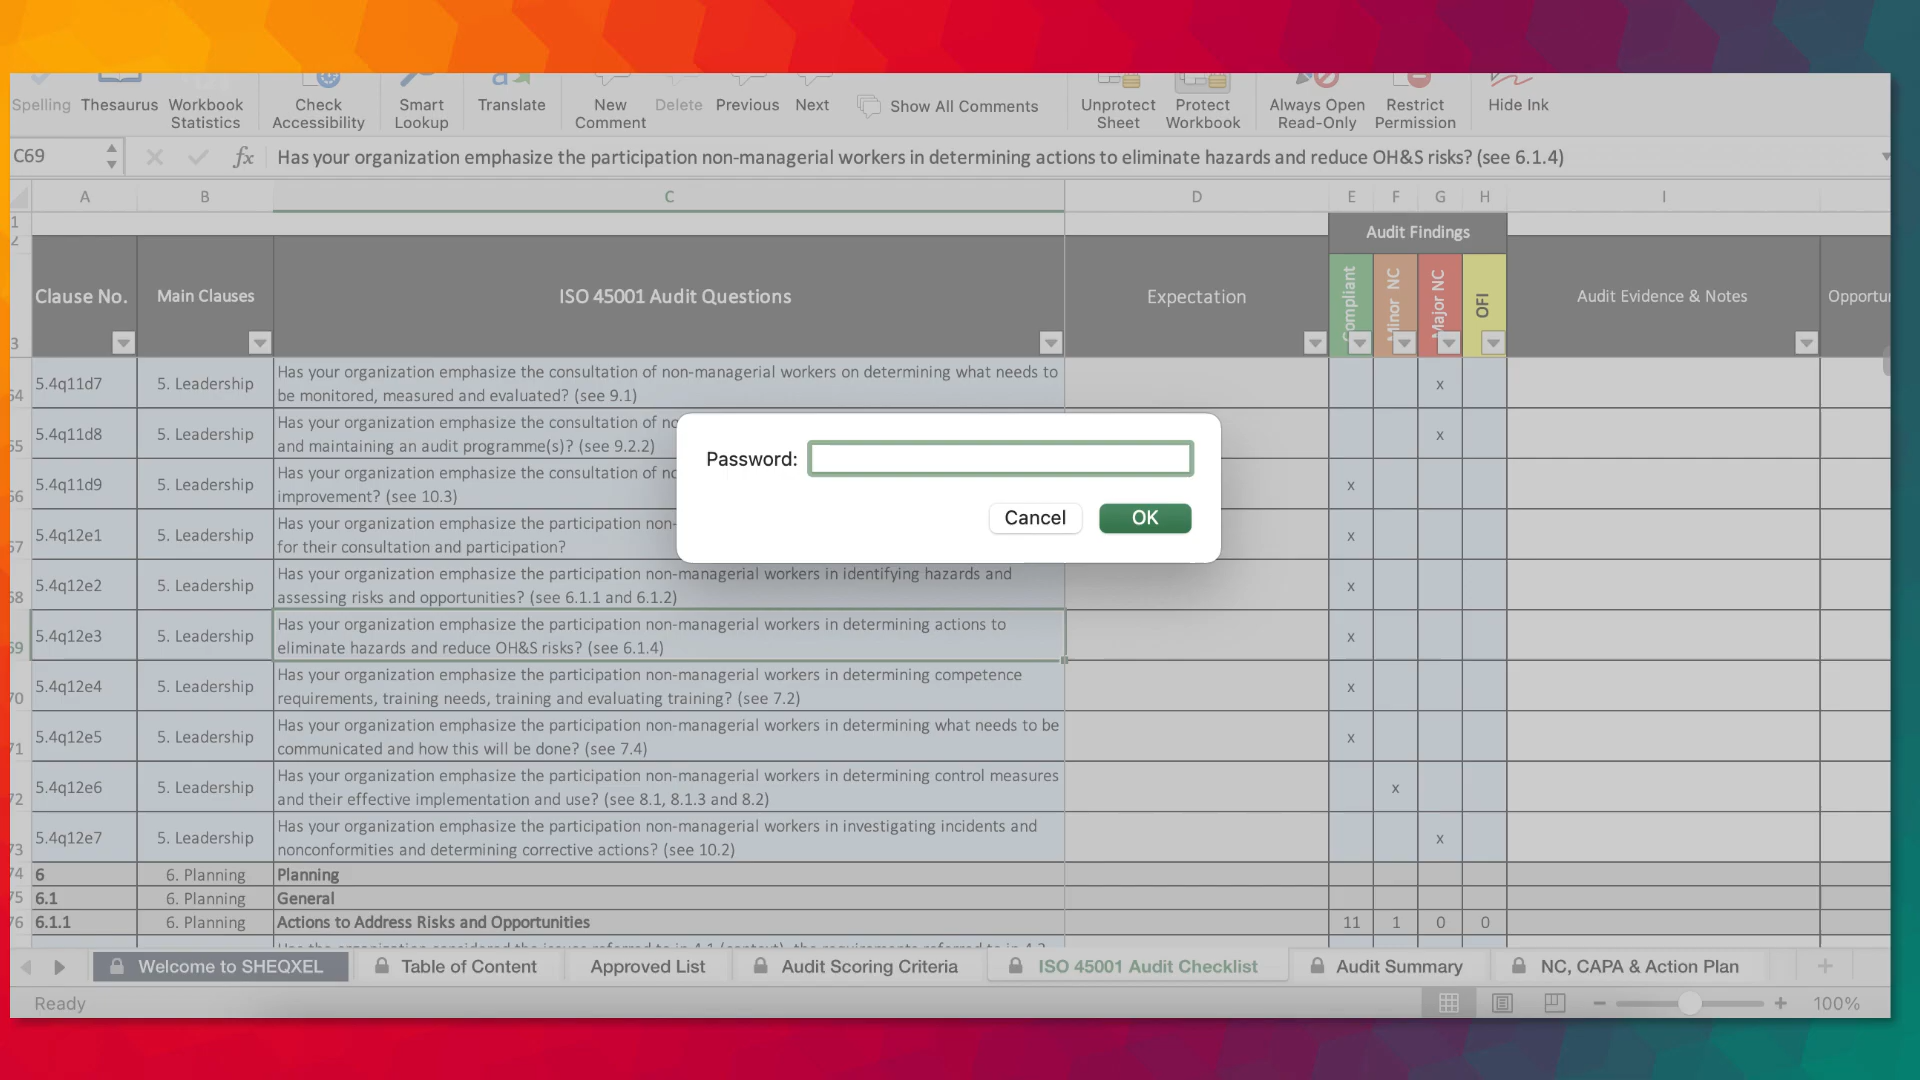 Spelling Thesaurus Workbook Statistics Check Accessibility Smart Lookup Translate New Comment Delete Previous Next Show All Comments Unprotect Sheet Protect Workbook Always Open Read-Only Restrict Permission Hide Ink
C69 fx Has your organization emphasize the participation non-managerial workers in determining actions to eliminate hazards and reduce OH&S risks? (see 6.1.4)
A B C D E F G H I
1
2
Audit Findings
Clause No. Main Clauses ISO 45001 Audit Questions Expectation Compliant Minor NC Major NC OFI Audit Evidence & Notes
3
5.4q11d7 5. Leadership Has your organization emphasize the consultation of non-managerial workers on determining what needs to x
be monitored, measured and evaluated? (see 9.1)
5.4q11d8 5. Leadership Has your organization emphasize the consultation of x
and maintaining an audit programme(s)? (see 9.2.2)
5.4q11d9 5. Leadership Has your organization emphasize the consultation of x
improvement? (see 10.3)
5.4q12e1 5. Leadership Has your organization emphasize the participation non- x
for their consultation and participation?
Password:
Cancel OK
5.4q12e2 5. Leadership Has your organization emphasize the participation non-managerial workers in identifying hazards and x
assessing risks and opportunities? (see 6.1.1 and 6.1.2)
5.4q12e3 5. Leadership Has your organization emphasize the participation non-managerial workers in determining actions to x
eliminate hazards and reduce OH&S risks? (see 6.1.4)
5.4q12e4 5. Leadership Has your organization emphasize the participation non-managerial workers in determining competence x
requirements, training needs, training and evaluating training? (see 7.2)
5.4q12e5 5. Leadership Has your organization emphasize the participation non-managerial workers in determining what needs to be x
communicated and how this will be done? (see 7.4)
5.4q12e6 5. Leadership Has your organization emphasize the participation non-managerial workers in determining control measures x
and their effective implementation and use? (see 8.1, 8.1.3 and 8.2)
5.4q12e7 5. Leadership Has your organization emphasize the participation non-managerial workers in investigating incidents and x
nonconformities and determining corrective actions? (see 10.2)
6 6. Planning Planning
6.1 6. Planning General
6.1.1 6. Planning Actions to Address Risks and Opportunities 11 1 0 0
Welcome to SHEQXEL Table of Content Approved List Audit Scoring Criteria ISO 45001 Audit Checklist Audit Summary NC, CAPA & Action Plan +
Ready 100%